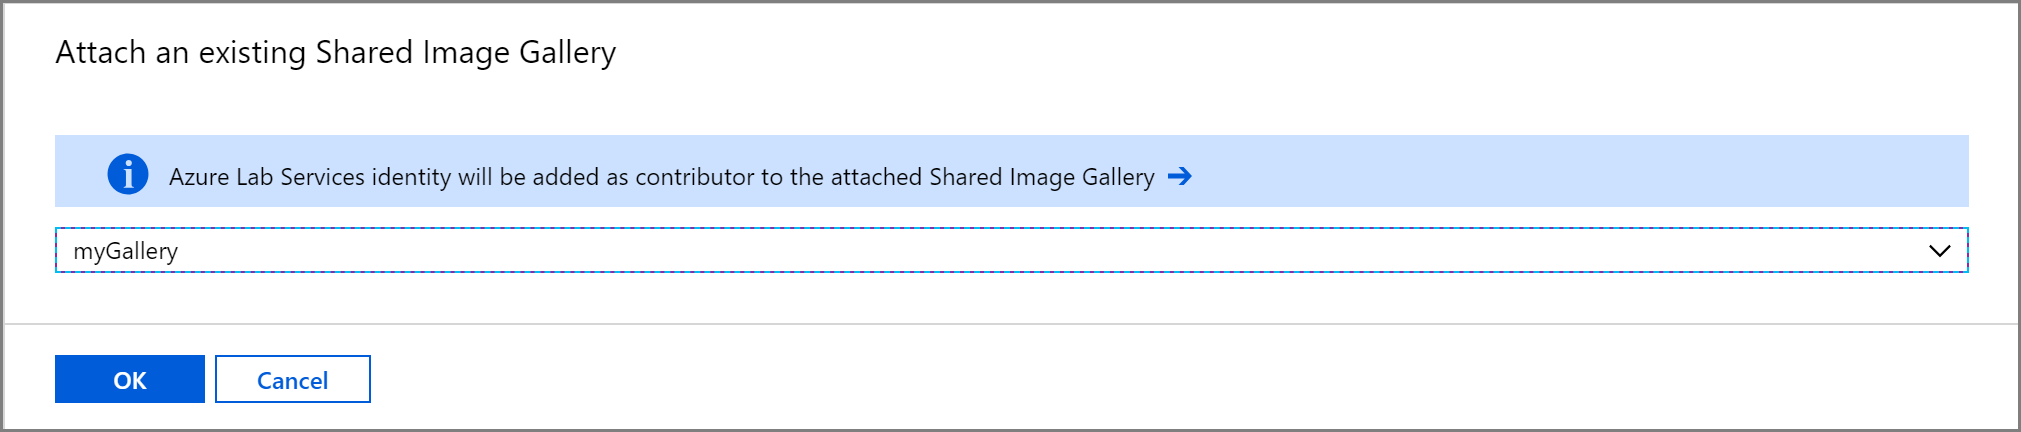 Attach an existing Shared Image Gallery
Azure Lab Services identity will be added as contributor to the attached Shared Image Gallery →
myGallery
OK Cancel